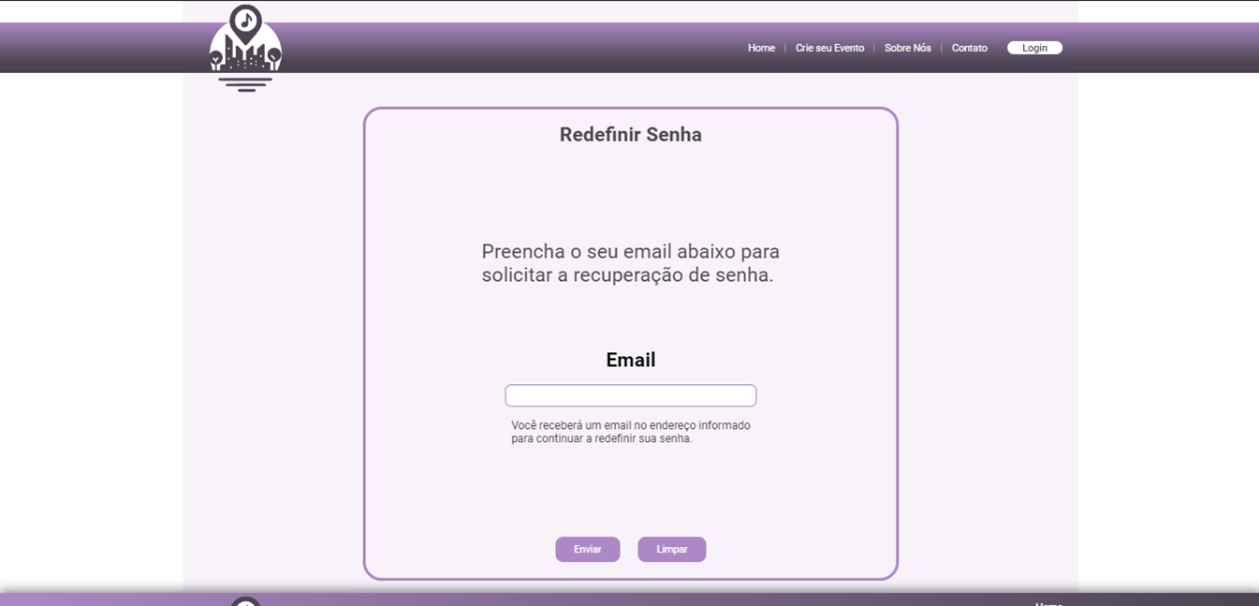 Home
Crie seu Evento
Sobre Nós
Contato
Login
Redefinir Senha
Preencha o seu email abaixo para
solicitar a recuperação de senha.
Email
Você receberá um email no endereço informado
para continuar a redefinir sua senha.
Enviar
Limpar
Home